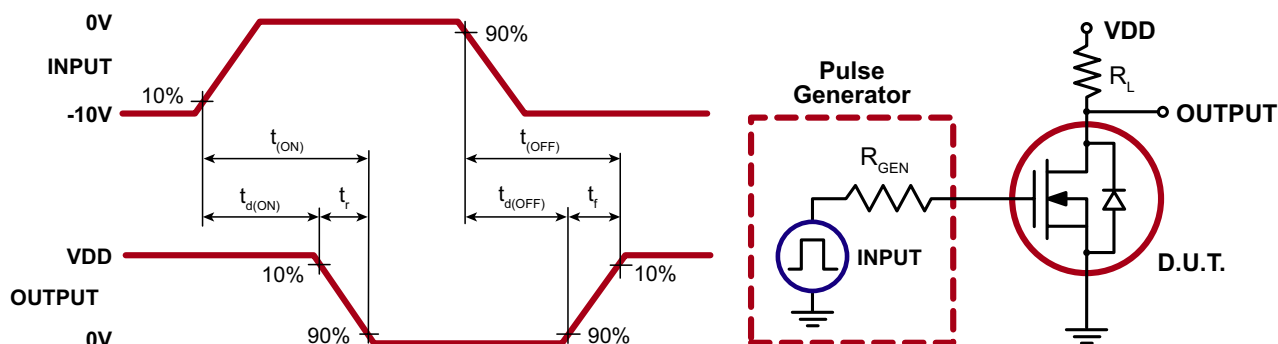 0V
INPUT
-10V
10%
90%
t(ON)
t(OFF)
td(ON)
tr
td(OFF)
tf
VDD
OUTPUT
0V
10%
90%
90%
10%
Pulse
Generator
RGEN
INPUT
VDD
RL
OUTPUT
D.U.T.